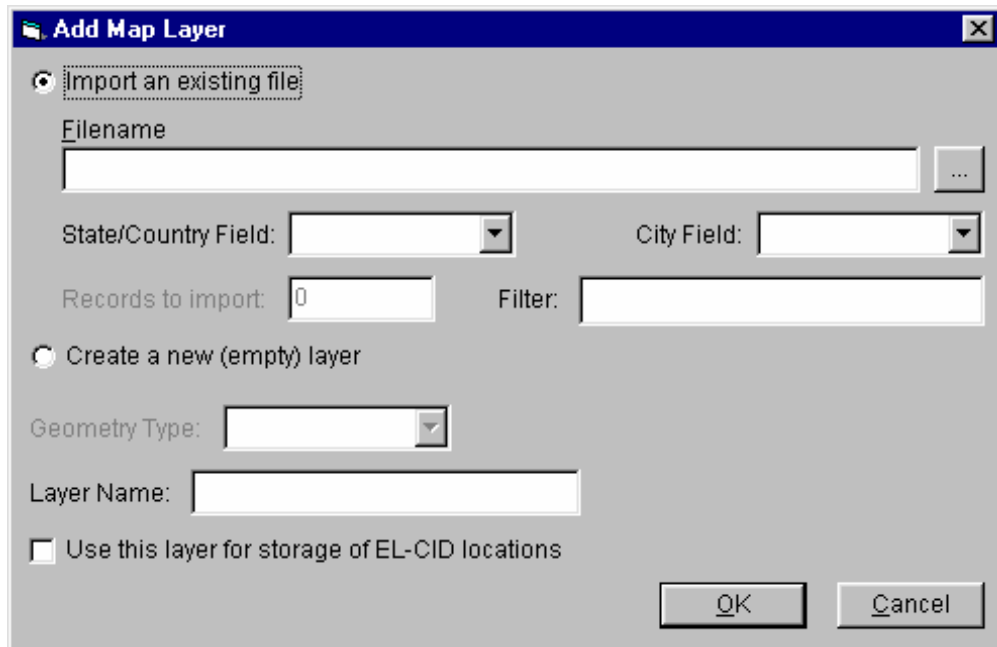 Add Map Layer
Import an existing file
Filename
...
State/Country Field:
City Field:
Records to import: 0
Filter:
Create a new (empty) layer
Geometry Type:
Layer Name:
Use this layer for storage of EL-CID locations
OK
Cancel